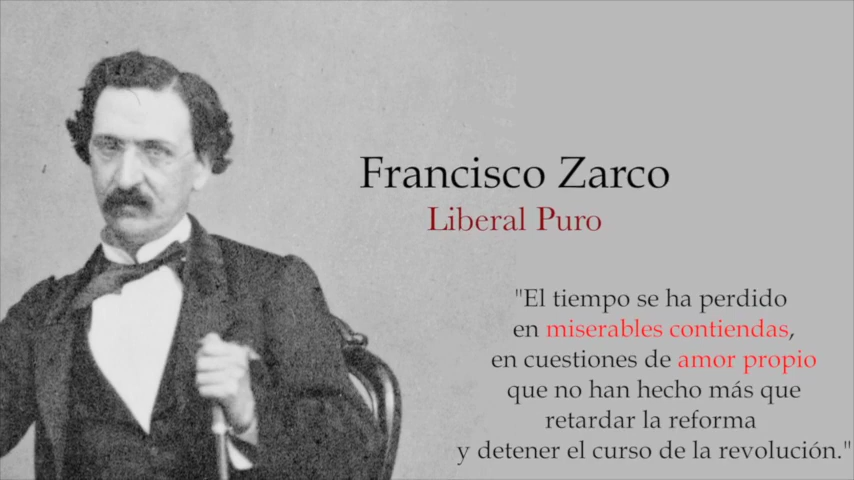 Francisco Zarco
Liberal Puro
"El tiempo se ha perdido
en miserables contiendas,
en cuestiones de amor propio
que no han hecho más que
retardar la reforma
y detener el curso de la revolución."